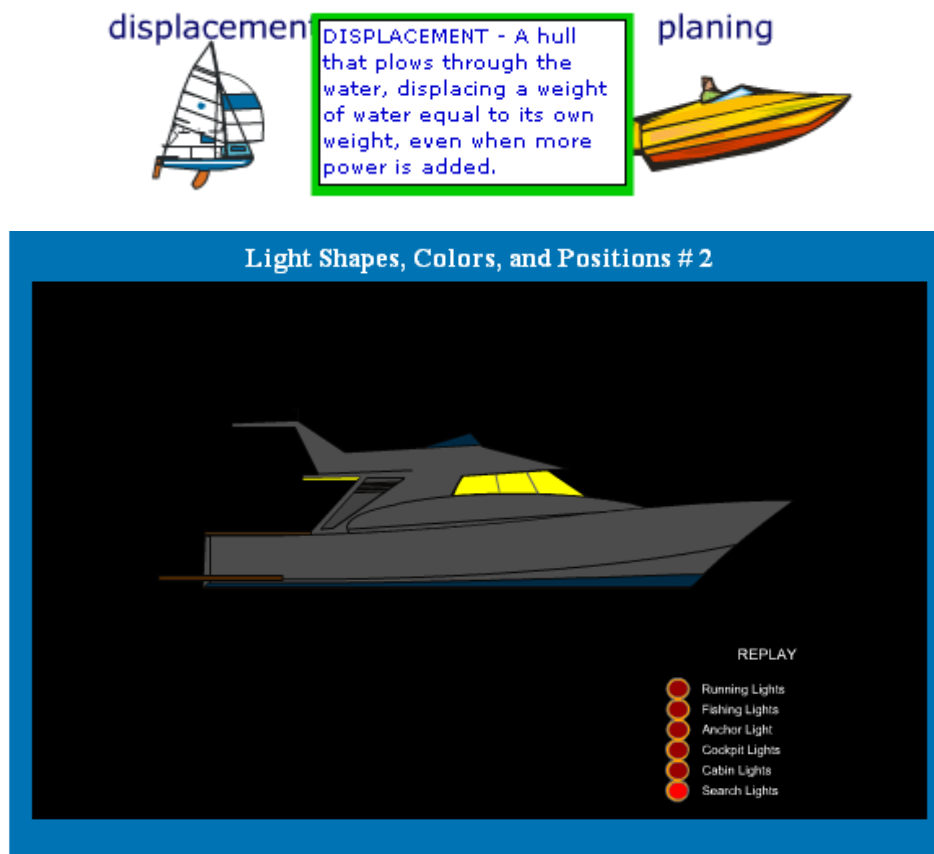 displacement
DISPLACEMENT - A hull
that plows through the
water, displacing a weight
of water equal to its own
weight, even when more
power is added.
planing
Light Shapes, Colors, and Positions # 2
REPLAY
Running Lights
Fishing Lights
Anchor Light
Cockpit Lights
Cabin Lights
Search Lights